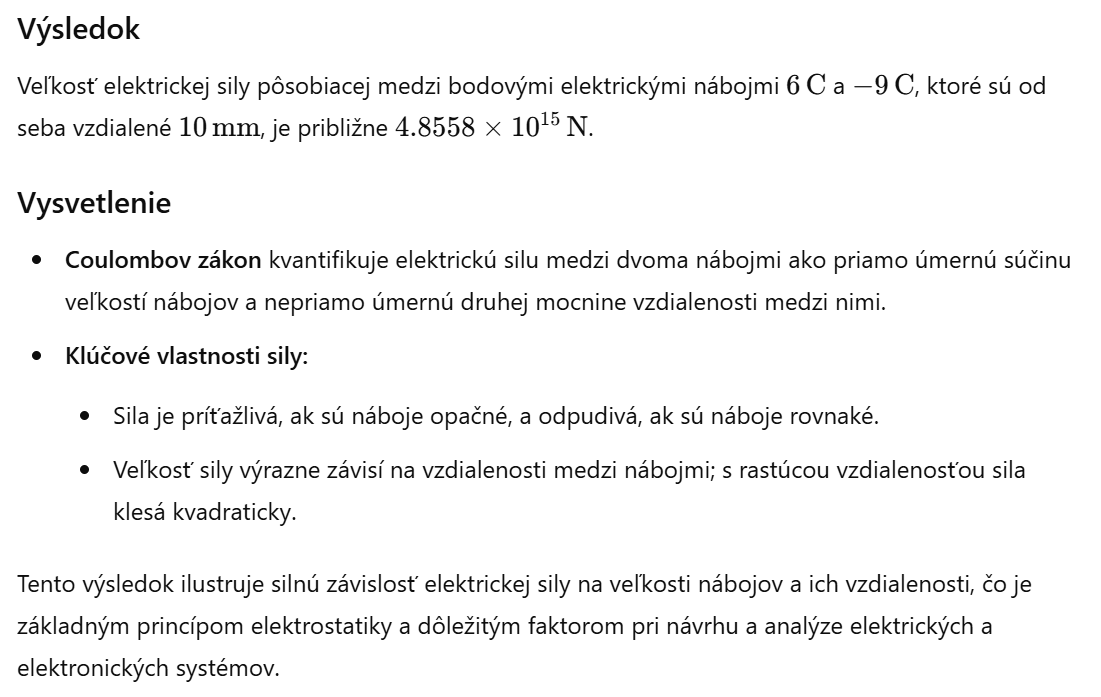 Výsledok
Veľkosť elektrickej sily pôsobiacej medzi bodovými elektrickými nábojmi 6 C a −9 C, ktoré sú od
seba vzdialené 10 mm, je približne 4.8558 × 10¹⁵ N.
Vysvetlenie
• Coulombov zákon kvantifikuje elektrickú silu medzi dvoma nábojmi ako priamo úmernú súčinu
veľkostí nábojov a nepriamo úmernú druhej mocnine vzdialenosti medzi nimi.
• Kľúčové vlastnosti sily:
• Sila je príťažlivá, ak sú náboje opačné, a odpudivá, ak sú náboje rovnaké.
• Veľkosť sily výrazne závisí na vzdialenosti medzi nábojmi; s rastúcou vzdialenosťou sila
klesá kvadraticky.
Tento výsledok ilustruje silnú závislosť elektrickej sily na veľkosti nábojov a ich vzdialenosti, čo je
základným princípom elektrostatiky a dôležitým faktorom pri návrhu a analýze elektrických a
elektronických systémov.